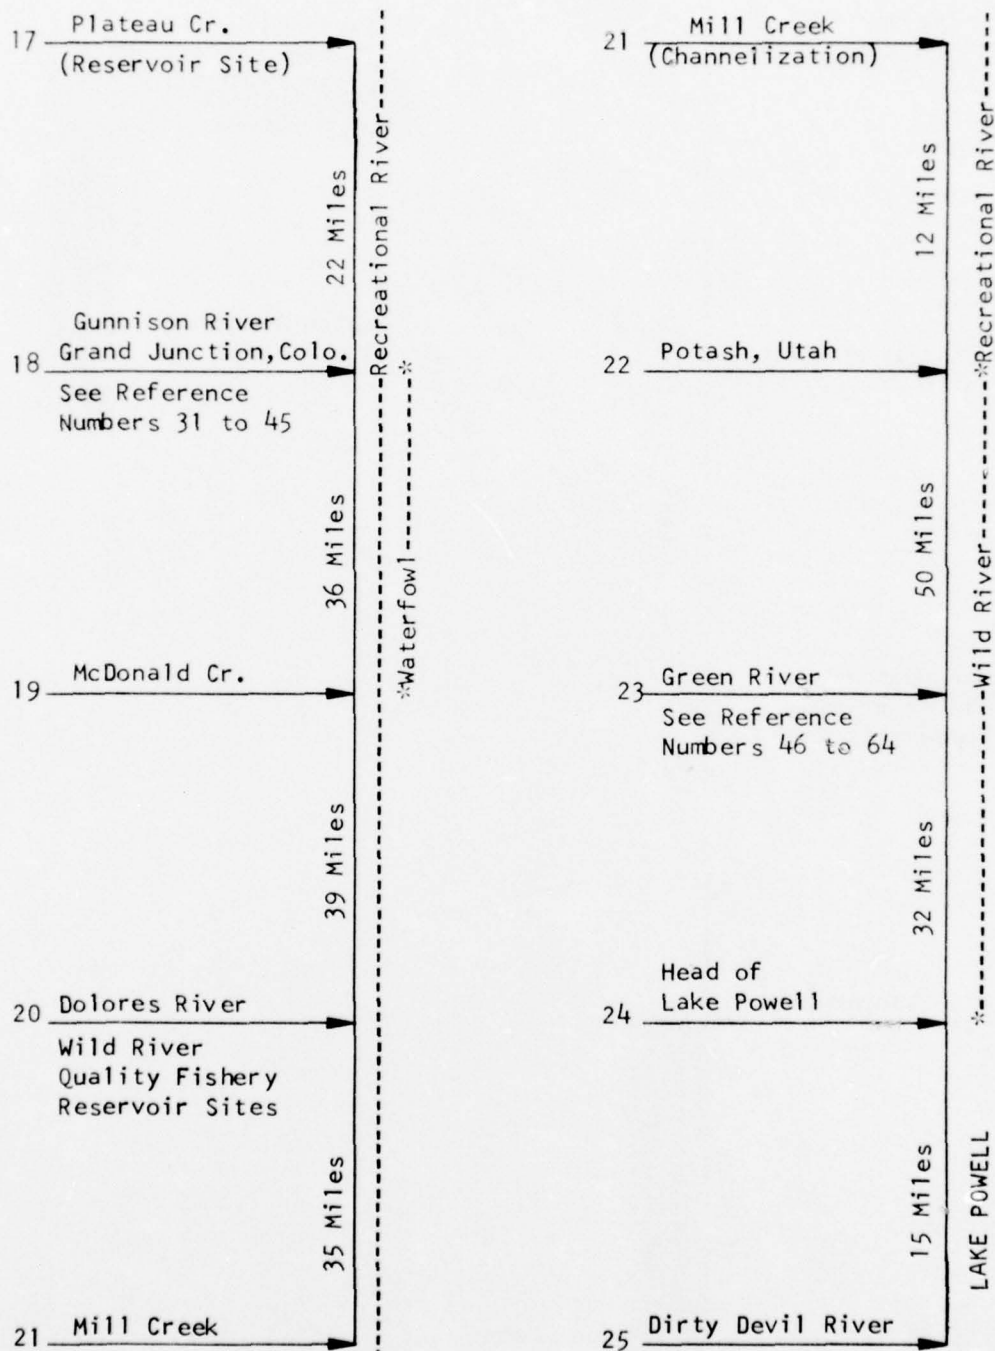 17 Plateau Cr.
(Reservoir Site)
22 Miles
Recreational River
Gunnison River
18 Grand Junction,Colo.
See Reference
Numbers 31 to 45
36 Miles
*Waterfowl*
19 McDonald Cr.
39 Miles
20 Dolores River
Wild River
Quality Fishery
Reservoir Sites
35 Miles
21 Mill Creek
21 Mill Creek
(Channelization)
12 Miles
*Recreational River
22 Potash, Utah
50 Miles
*Wild River
23 Green River
See Reference
Numbers 46 to 64
32 Miles
Head of
24 Lake Powell
15 Miles
LAKE POWELL
25 Dirty Devil River